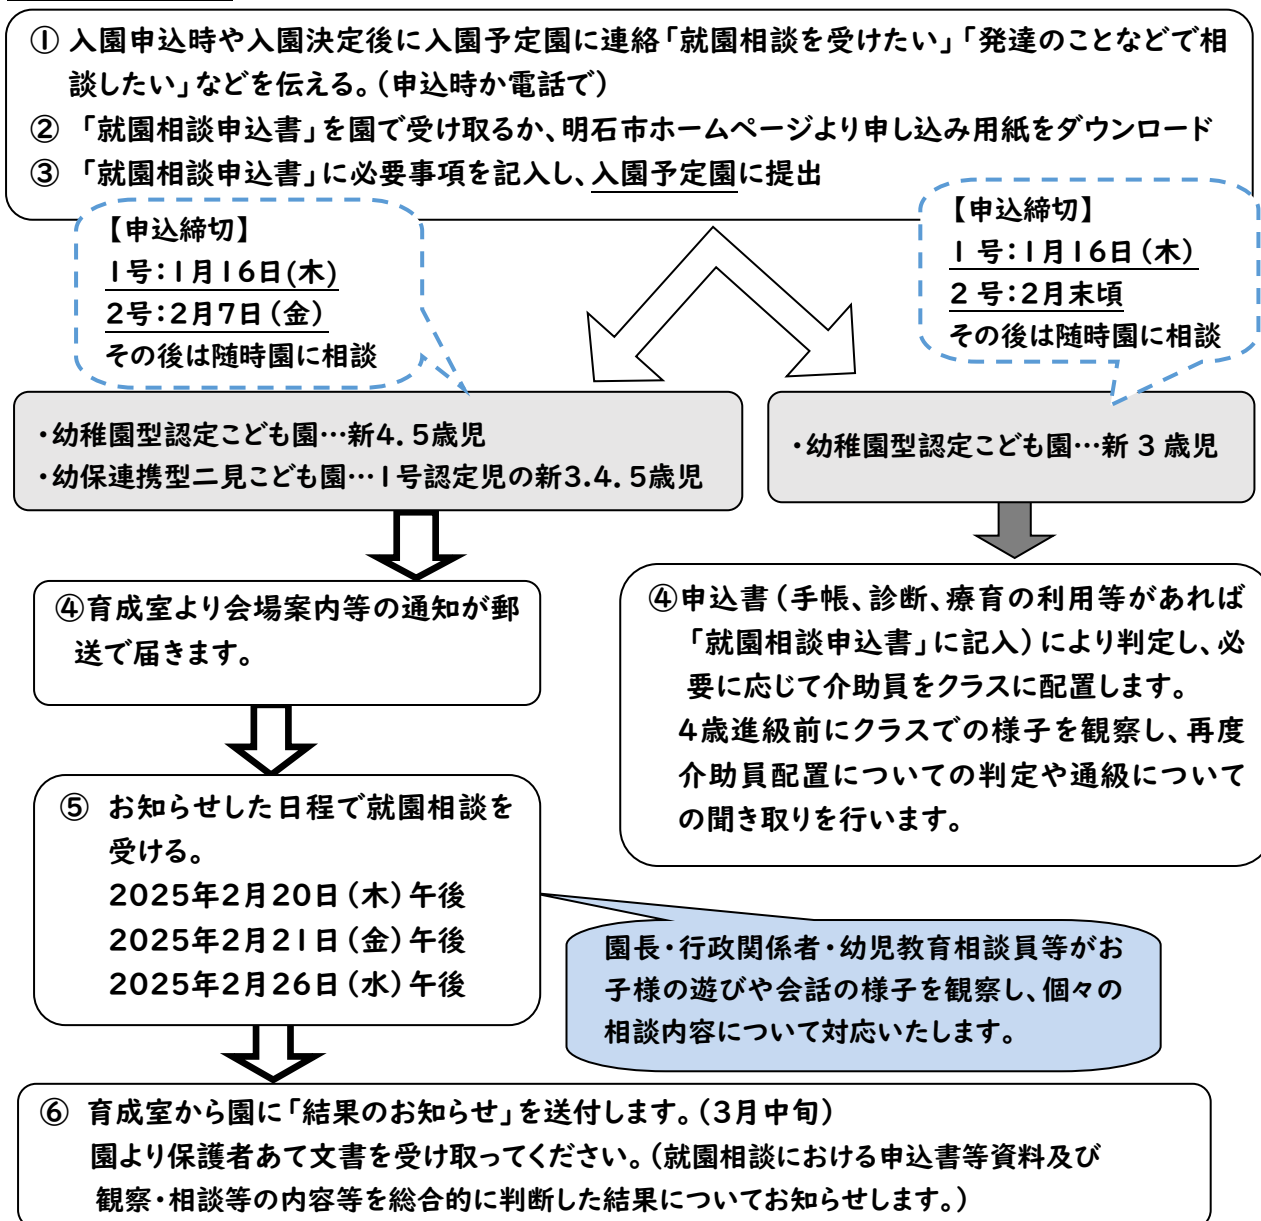 ① 入園申込時や入園決定後に入園予定園に連絡「就園相談を受けたい」「発達のことなどで相
談したい」などを伝える。（申込時か電話で）
② 「就園相談申込書」を園で受け取るか、明石市ホームページより申し込み用紙をダウンロード
③ 「就園相談申込書」に必要事項を記入し、入園予定園に提出
【申込締切】
1号：1月16日(木)
2号：2月7日（金）
その後は随時園に相談
【申込締切】
1号：1月16日（木）
2号：2月末頃
その後は随時園に相談
・幼稚園型認定こども園…新4．5歳児
・幼保連携型二見こども園…1号認定児の新3.4．5歳児
・幼稚園型認定こども園…新3歳児
④育成室より会場案内等の通知が郵
送で届きます。
⑤ お知らせした日程で就園相談を
受ける。
2025年2月20日（木）午後
2025年2月21日（金）午後
2025年2月26日（水）午後
④申込書（手帳、診断、療育の利用等があれば
「就園相談申込書」に記入）により判定し、必
要に応じて介助員をクラスに配置します。
4歳進級前にクラスでの様子を観察し、再度
介助員配置についての判定や通級について
の聞き取りを行います。
園長・行政関係者・幼児教育相談員等がお
子様の遊びや会話の様子を観察し、個々の
相談内容について対応いたします。
⑥ 育成室から園に「結果のお知らせ」を送付します。（3月中旬）
園より保護者あて文書を受け取ってください。（就園相談における申込書等資料及び
観察・相談等の内容等を総合的に判断した結果についてお知らせします。）